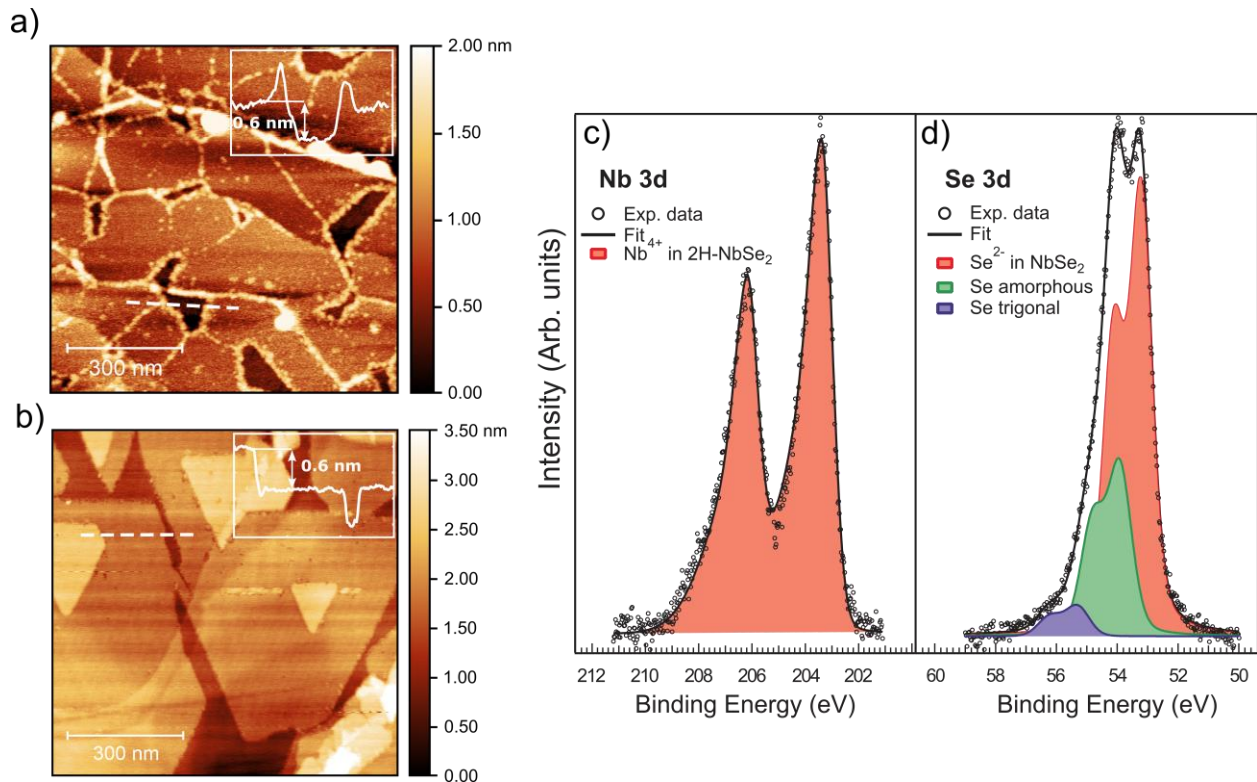 a)
2.00 nm
1.50
1.00
0.50
0.00
0.6 nm
300 nm
b)
3.50 nm
3.00
2.50
2.00
1.50
1.00
0.50
0.00
0.6 nm
300 nm
Intensity (Arb. units)
c)
Nb 3d
Exp. data
Fit
Nb⁴⁺ in 2H-NbSe₂
212 210 208 206 204 202
Binding Energy (eV)
d)
Se 3d
Exp. data
Fit
Se²⁻ in NbSe₂
Se amorphous
Se trigonal
60 58 56 54 52 50
Binding Energy (eV)